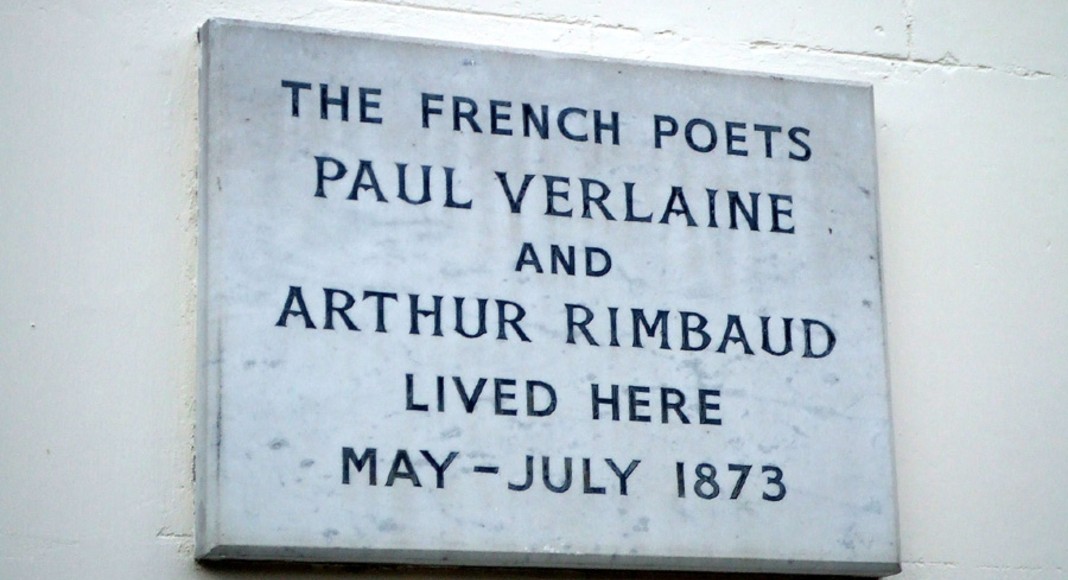 THE FRENCH POETS
PAUL VERLAINE
AND
ARTHUR RIMBAUD
LIVED HERE
MAY-JULY 1873